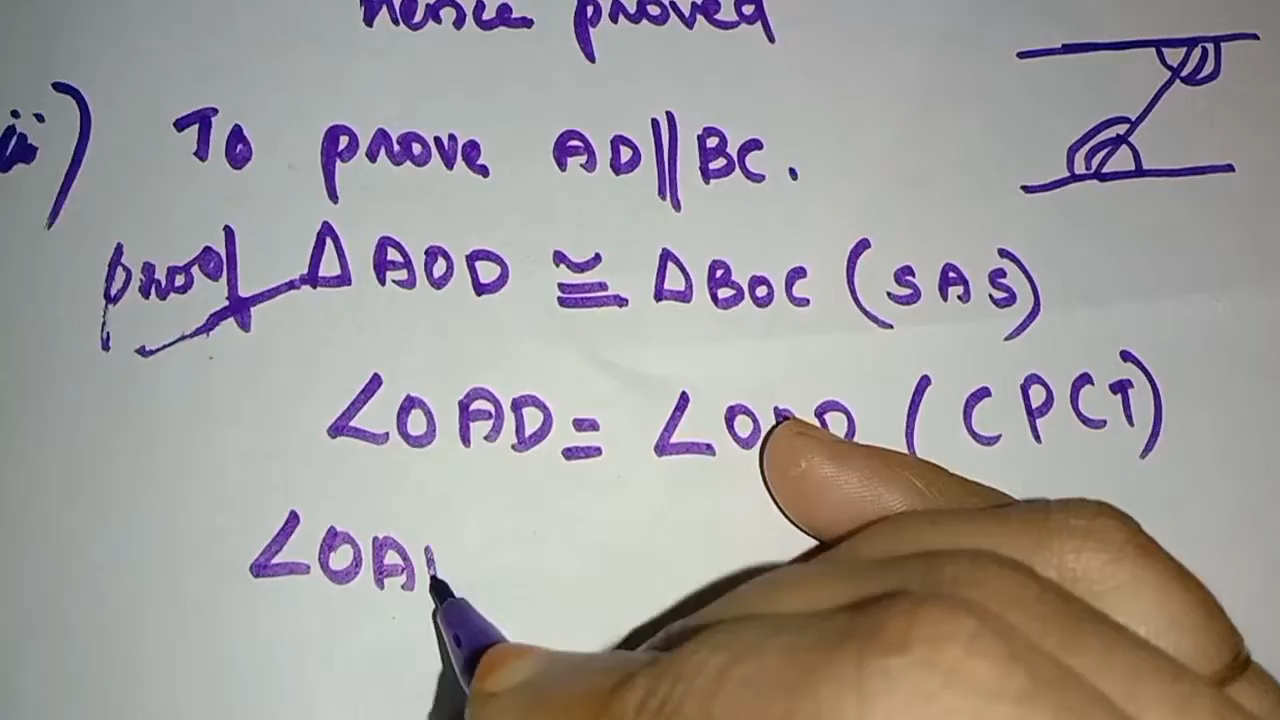 Hence proved
ii) To prove AD||BC.
proof ΔAOD ≅ ΔBOC (SAS)
∠OAD = ∠O (CPCT)
∠OA